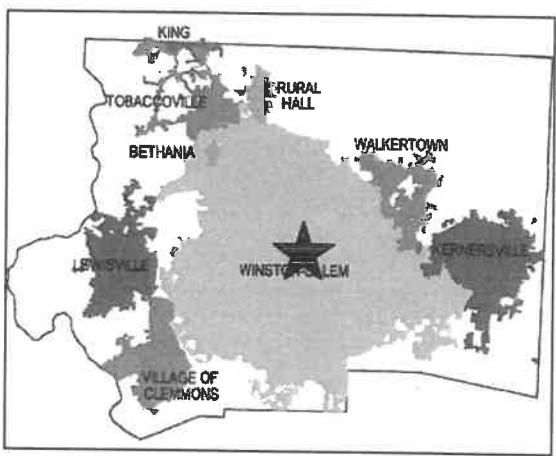 KING
TOBACCOVILLE
RURAL
HALL
BETHANIA
WALKERTOWN
LEWISVILLE
WINSTON-SALEM
KERNERSVILLE
VILLAGE OF
CLEMMONS